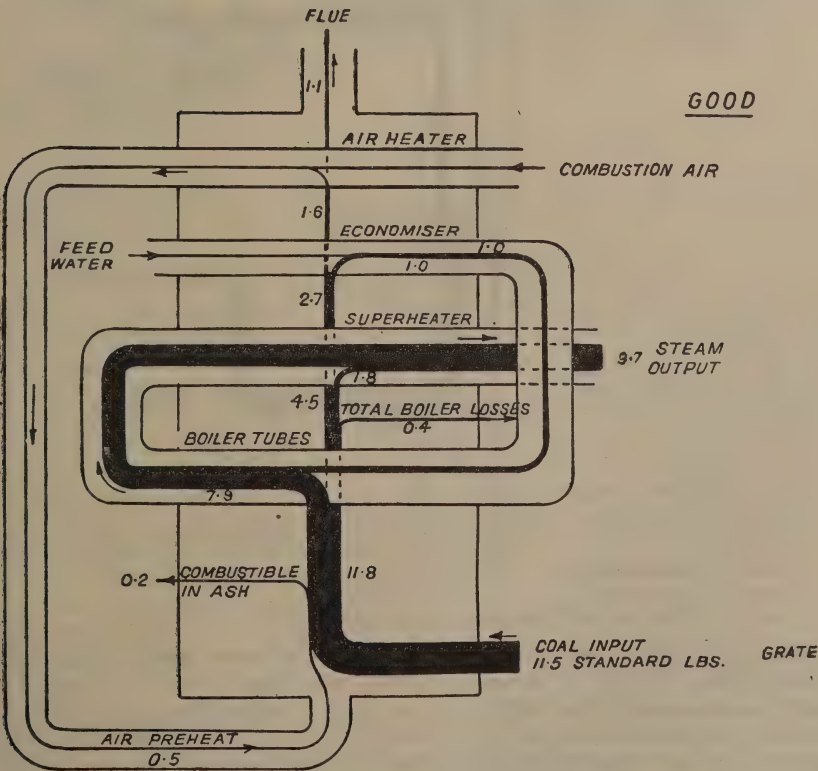 FLUE
1·1
GOOD
AIR HEATER
COMBUSTION AIR
1·6
ECONOMISER
1·0
FEED
WATER
1·0
2·7
SUPERHEATER
9·7 STEAM
OUTPUT
1·8
4·5
TOTAL BOILER LOSSES
0·4
BOILER TUBES
7·9
11·8
0·2
COMBUSTIBLE
IN ASH
COAL INPUT
11·5 STANDARD LBS.
GRATE
AIR PREHEAT
0·5